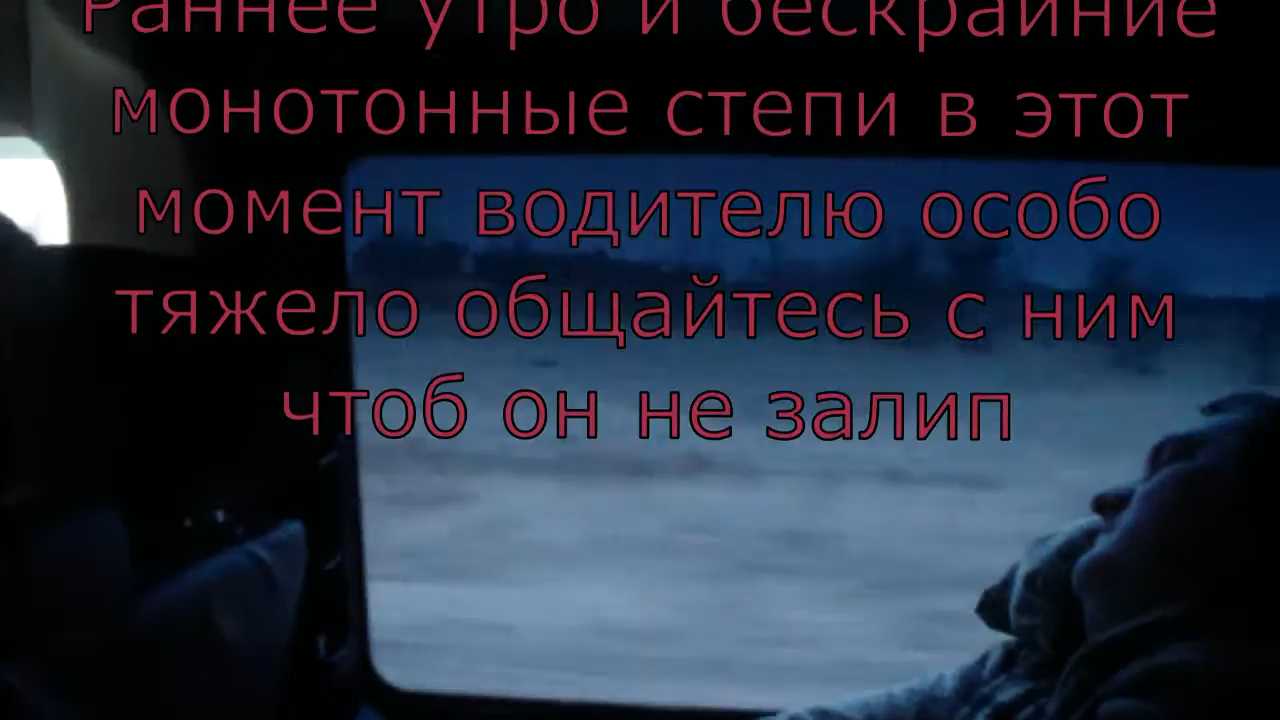 Раннее утро и бескрайние
монотонные степи в этот
момент водителю особо
тяжело общайтесь с ним
чтоб он не залип